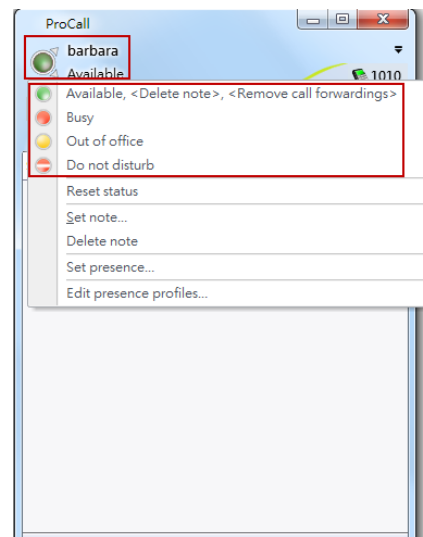 ProCall
barbara
Available
1010
Available, <Delete note>, <Remove call forwardings>
Busy
Out of office
Do not disturb
Reset status
Set note...
Delete note
Set presence...
Edit presence profiles...